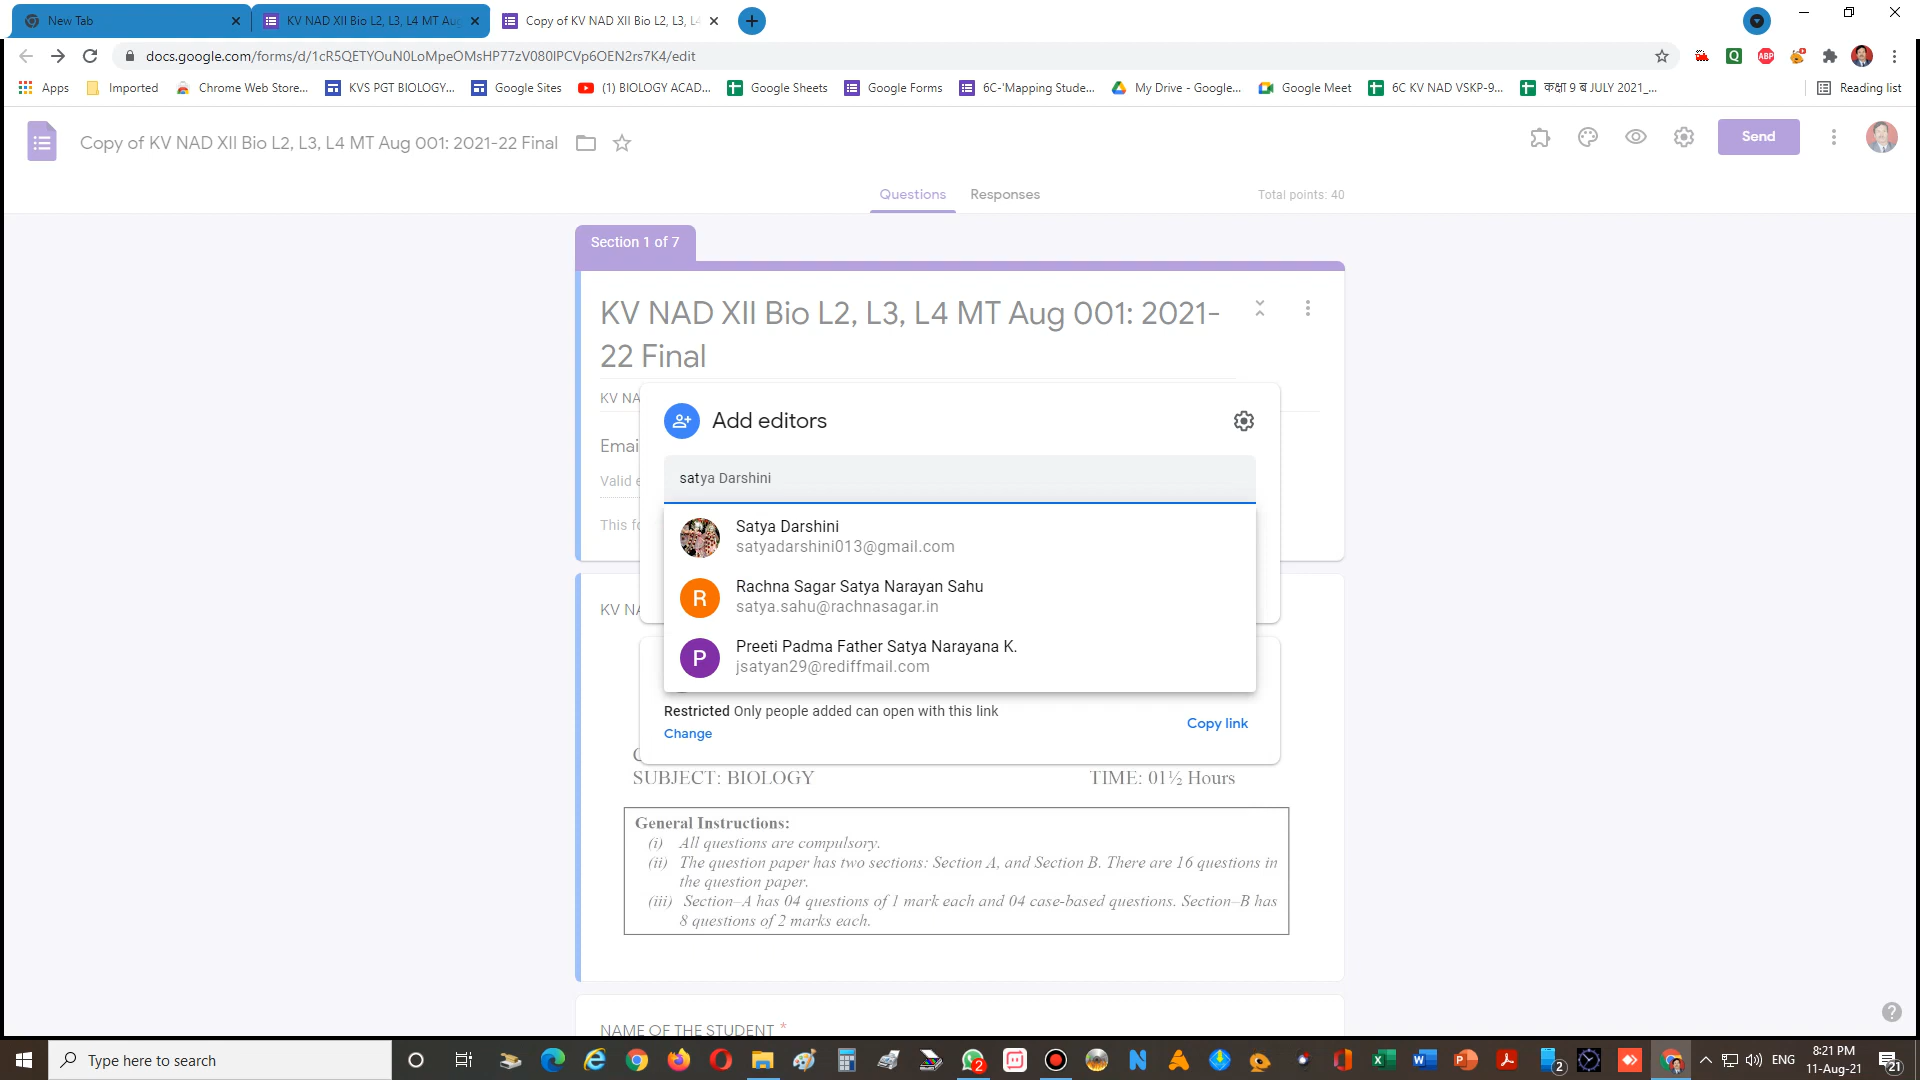 New Tab
KV NAD XII Bio L2, L3, L4 MT Au
Copy of KV NAD XII Bio L2, L3, L4
docs.google.com/forms/d/1cR5QETYOuN0LoMpeOMsHP77zV080IPCVp6OEN2rs7K4/edit
Apps
Imported
Chrome Web Store...
KVS PGT BIOLOGY...
Google Sites
(1) BIOLOGY ACAD...
Google Sheets
Google Forms
6C-'Mapping Stude...
My Drive - Google...
Google Meet
6C KV NAD VSKP-9...
कक्षा 9 ब JULY 2021_...
Reading list
Copy of KV NAD XII Bio L2, L3, L4 MT Aug 001: 2021-22 Final
Send
Questions
Responses
Total points: 40
Section 1 of 7
KV NAD XII Bio L2, L3, L4 MT Aug 001: 2021-
22 Final
KV NA
Emai
Valid e
This fo
Add editors
satya Darshini
Satya Darshini
satyadarshini013@gmail.com
R
Rachna Sagar Satya Narayan Sahu
satya.sahu@rachnasagar.in
P
Preeti Padma Father Satya Narayana K.
jsatyan29@rediffmail.com
KV NA
Restricted Only people added can open with this link
Change
Copy link
SUBJECT: BIOLOGY TIME: 01½ Hours
General Instructions:
(i) All questions are compulsory.
(ii) The question paper has two sections: Section A, and Section B. There are 16 questions in
the question paper.
(iii) Section–A has 04 questions of 1 mark each and 04 case-based questions. Section–B has
8 questions of 2 marks each.
NAME OF THE STUDENT *
Type here to search
2
2
ENG
8:21 PM
11-Aug-21
21